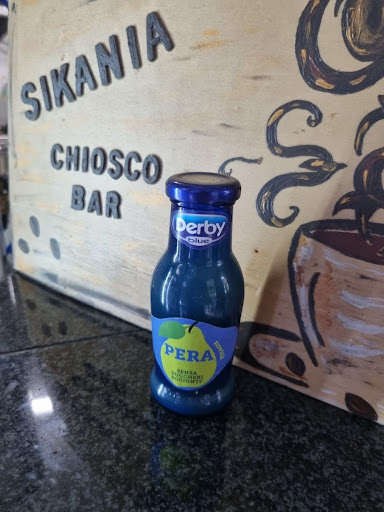 SIKANIA
CHIOSCO
BAR
Derby
blue
PERA
SENZA
ZUCCHERI
AGGIUNTI